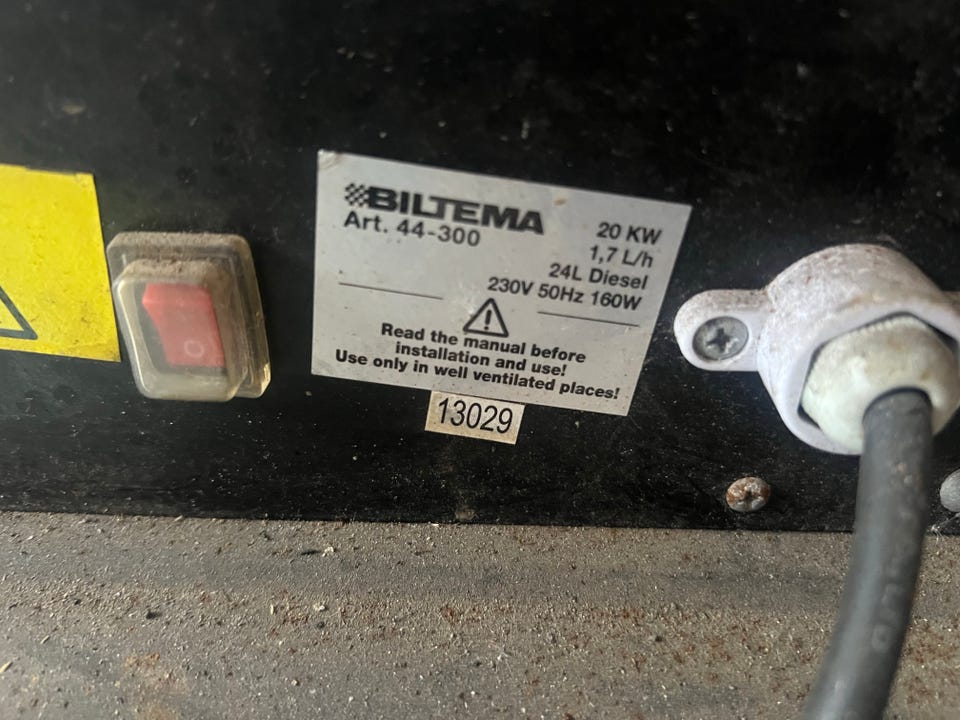 BILTEMA
Art. 44-300
20 KW
1,7 L/h
24L Diesel
230V 50Hz 160W
Read the manual before
installation and use!
Use only in well ventilated places!
13029